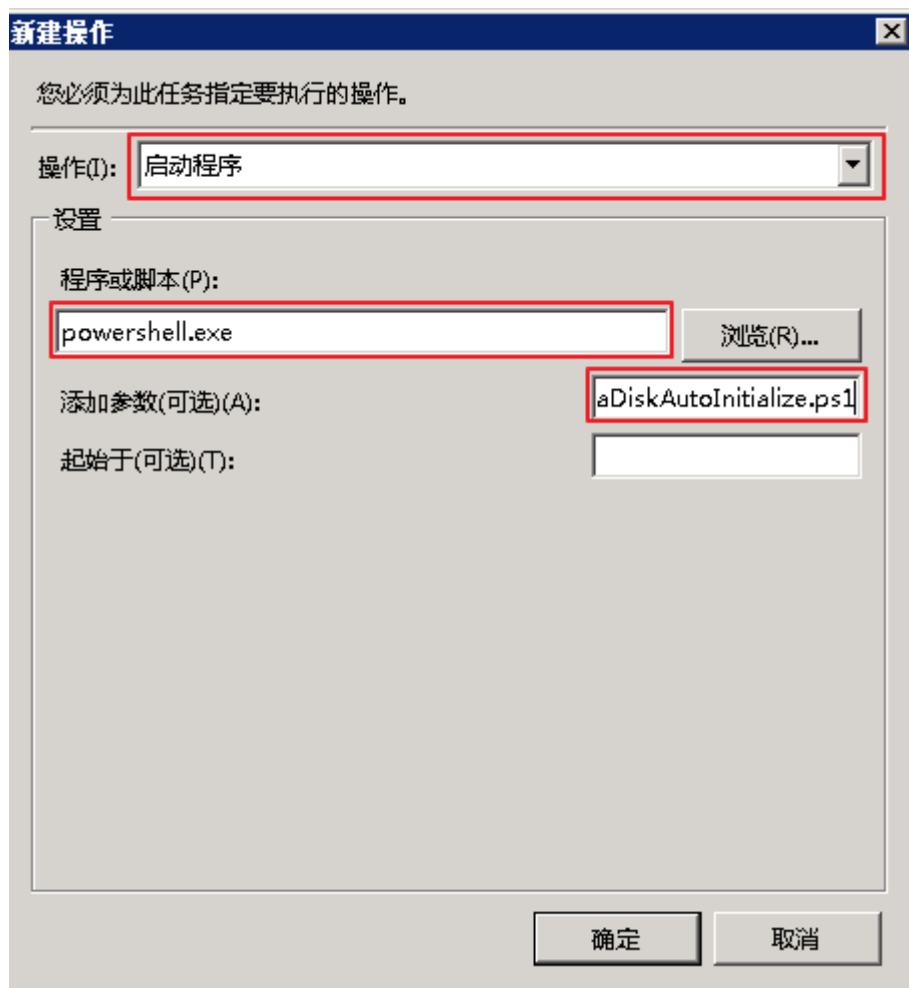 新建操作
您必须为此任务指定要执行的操作。
操作(I): 启动程序
设置
程序或脚本(P):
powershell.exe 浏览(R)...
添加参数(可选)(A): aDiskAutoInitialize.ps1
起始于(可选)(T):
确定 取消